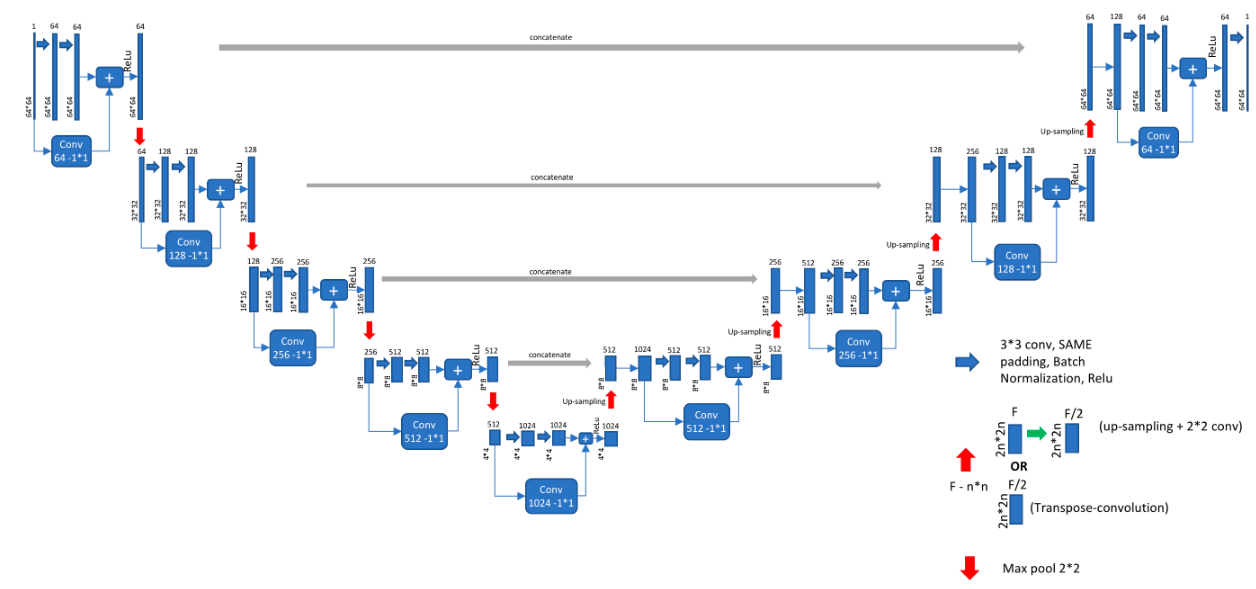 1 64 64 64
ReLu
64*64 64*64 64*64 64*64
+
Conv
64 -1*1
concatenate
64 128 64 64 64 1
ReLu
64*64 64*64 64*64 64*64 64*64 64*64
+
Conv
64 -1*1
Up-sampling
64 128 128 128
ReLu
32*32 32*32 32*32 32*32
+
Conv
128 -1*1
concatenate
128 256 128 128 128
ReLu
32*32 32*32 32*32 32*32 32*32
+
Conv
128 -1*1
Up-sampling
128 256 256 256
ReLu
16*16 16*16 16*16 16*16
+
Conv
256 -1*1
concatenate
256 512 256 256 256
ReLu
16*16 16*16 16*16 16*16 16*16
+
Conv
256 -1*1
Up-sampling
256 512 512 512
ReLu
8*8 8*8 8*8 8*8
+
Conv
512 -1*1
concatenate
512 1024 512 512 512
ReLu
8*8 8*8 8*8 8*8 8*8
+
Conv
512 -1*1
Up-sampling
512 1024 1024 1024
ReLu
4*4 4*4 4*4 4*4
+
Conv
1024 -1*1
3*3 conv, SAME
padding, Batch
Normalization, Relu
F F/2
2n*2n 2n*2n
(up-sampling + 2*2 conv)
OR
F - n*n
F/2
2n*2n
(Transpose-convolution)
Max pool 2*2